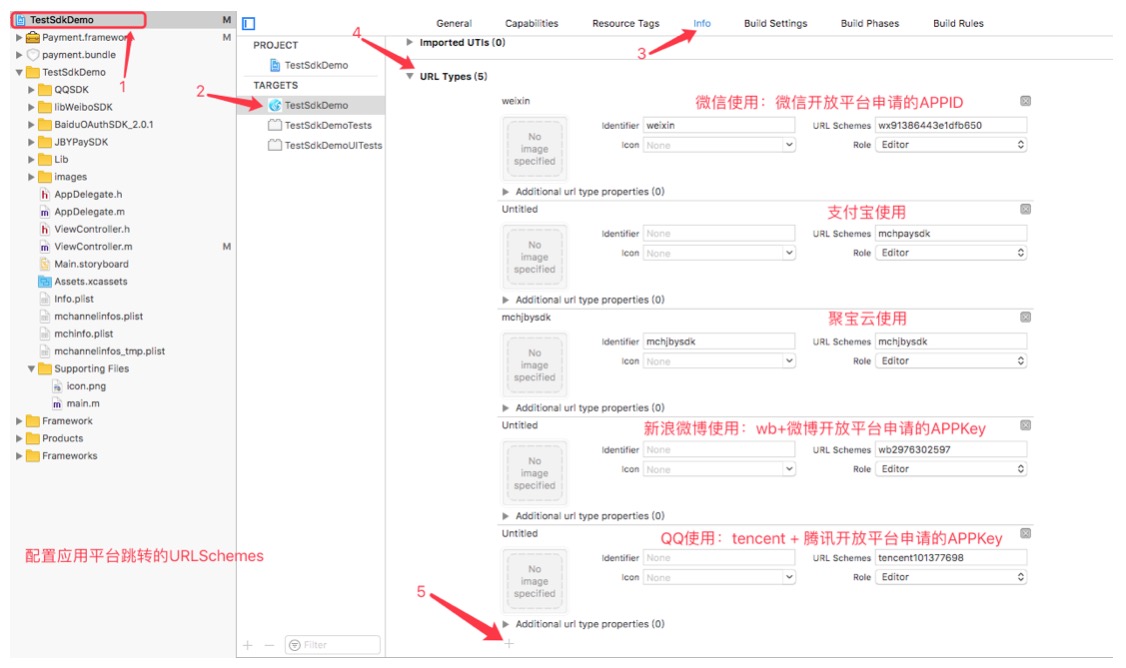 TestSdkDemo M
Payment.framework M
payment.bundle
TestSdkDemo
QQSDK
libWeiboSDK
BaiduOAuthSDK_2.0.1
JBYPaySDK
Lib
images
AppDelegate.h
AppDelegate.m
ViewController.h
ViewController.m M
Main.storyboard
Assets.xcassets
Info.plist
mchannelinfos.plist
mchinfo.plist
mchannelinfos_tmp.plist
Supporting Files
icon.png
main.m
Framework
Products
Frameworks
配置应用平台跳转的URLSchemes
1
2
3
4
5
PROJECT
TestSdkDemo
TARGETS
TestSdkDemo
TestSdkDemoTests
TestSdkDemoUITests
Filter
General Capabilities Resource Tags Info Build Settings Build Phases Build Rules
Imported UTIs (0)
URL Types (5)
weixin
微信使用：微信开放平台申请的APPID
No image specified
Identifier weixin URL Schemes wx91386443e1dfb650
Icon None Role Editor
Additional url type properties (0)
Untitled
支付宝使用
No image specified
Identifier None URL Schemes mchpaysdk
Icon None Role Editor
Additional url type properties (0)
mchjbysdk
聚宝云使用
No image specified
Identifier mchjbysdk URL Schemes mchjbysdk
Icon None Role Editor
Additional url type properties (0)
Untitled
新浪微博使用：wb+微博开放平台申请的APPKey
No image specified
Identifier None URL Schemes wb2976302597
Icon None Role Editor
Additional url type properties (0)
Untitled
QQ使用：tencent + 腾讯开放平台申请的APPKey
No image specified
Identifier None URL Schemes tencent101377698
Icon None Role Editor
Additional url type properties (0)